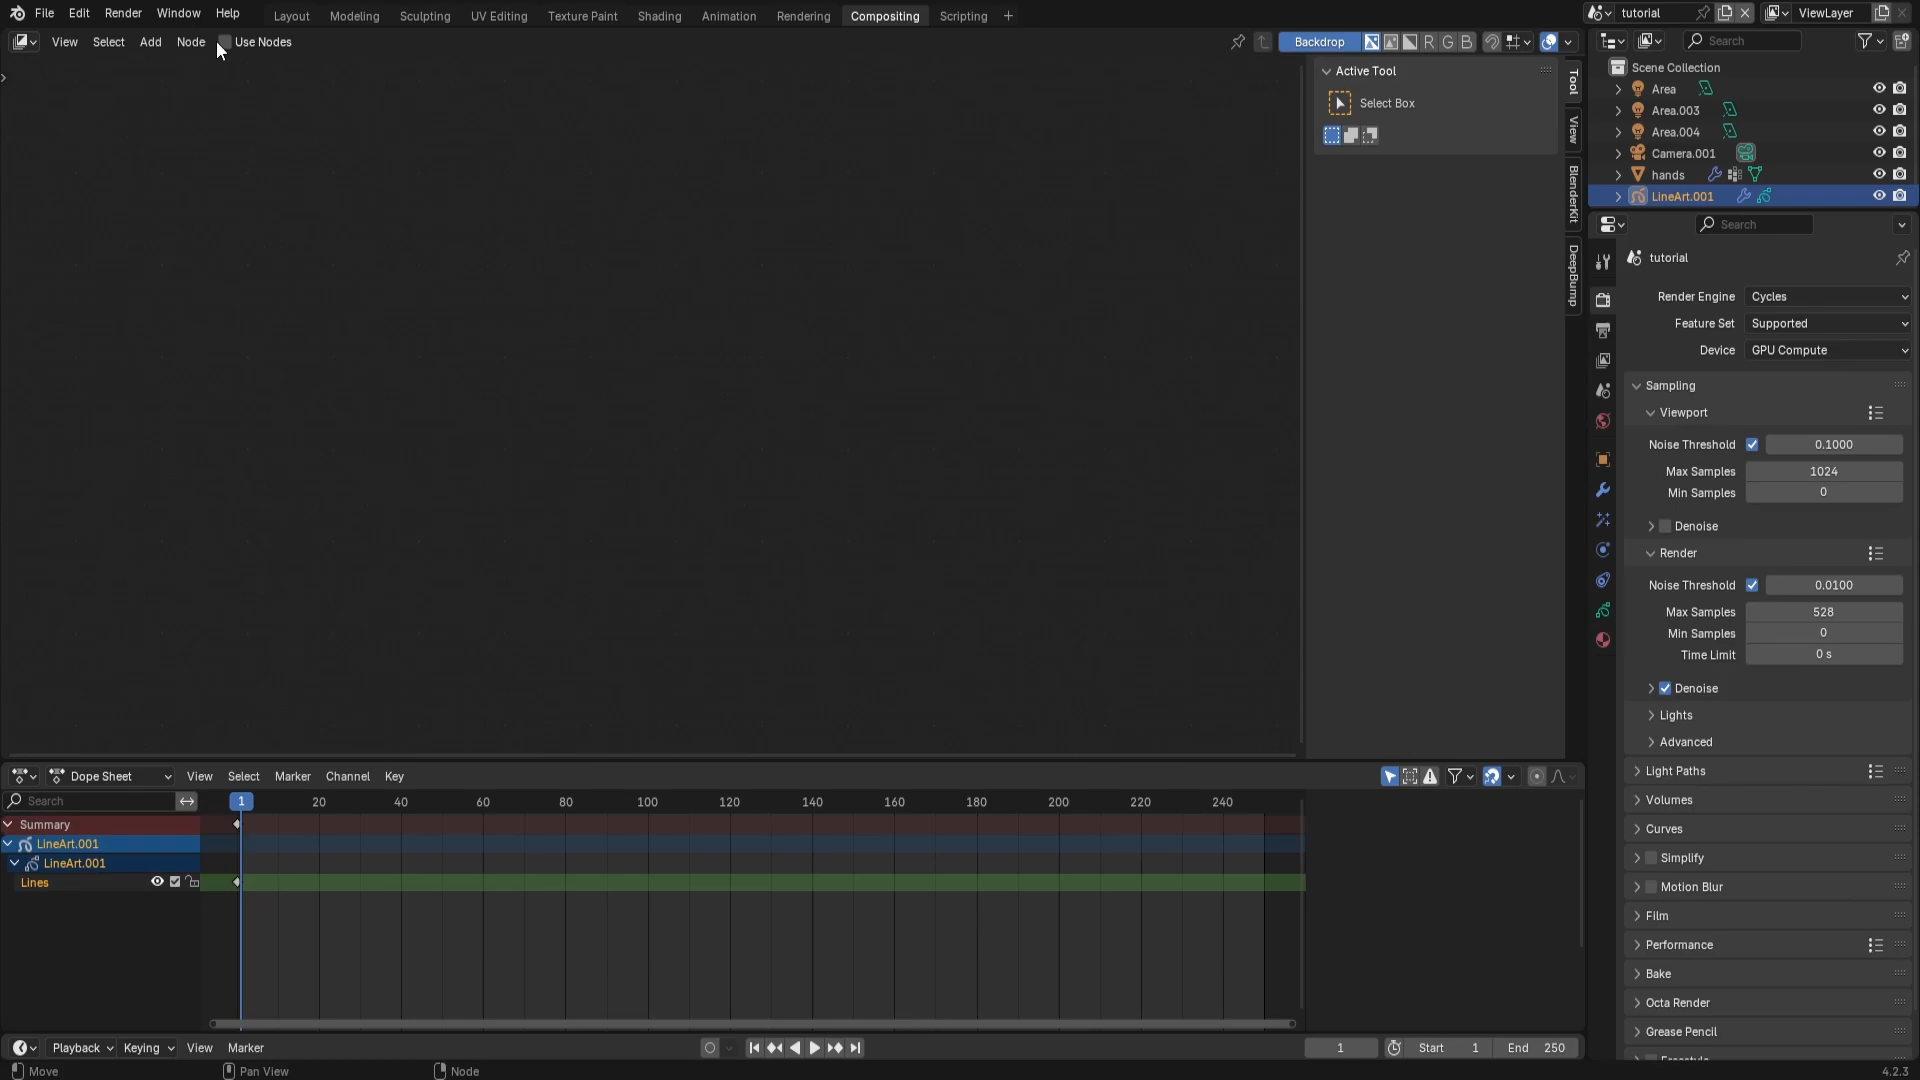 File Edit Render Window Help Layout Modeling Sculpting UV Editing Texture Paint Shading Animation Rendering Compositing Scripting + tutorial ViewLayer
View Select Add Node Use Nodes Backdrop R G B Search
Active Tool
Select Box
Tool
View
BlenderKit
DeepBump
Scene Collection
Area
Area.003
Area.004
Camera.001
hands
LineArt.001
Search
tutorial
Render Engine Cycles
Feature Set Supported
Device GPU Compute
Sampling
Viewport
Noise Threshold 0.1000
Max Samples 1024
Min Samples 0
Denoise
Render
Noise Threshold 0.0100
Max Samples 528
Min Samples 0
Time Limit 0 s
Denoise
Lights
Advanced
Light Paths
Volumes
Curves
Simplify
Motion Blur
Film
Performance
Bake
Octa Render
Grease Pencil
Dope Sheet View Select Marker Channel Key
Search 1 20 40 60 80 100 120 140 160 180 200 220 240
Summary
LineArt.001
LineArt.001
Lines
Playback Keying View Marker 1 Start 1 End 250
Move Pan View Node 4.2.3